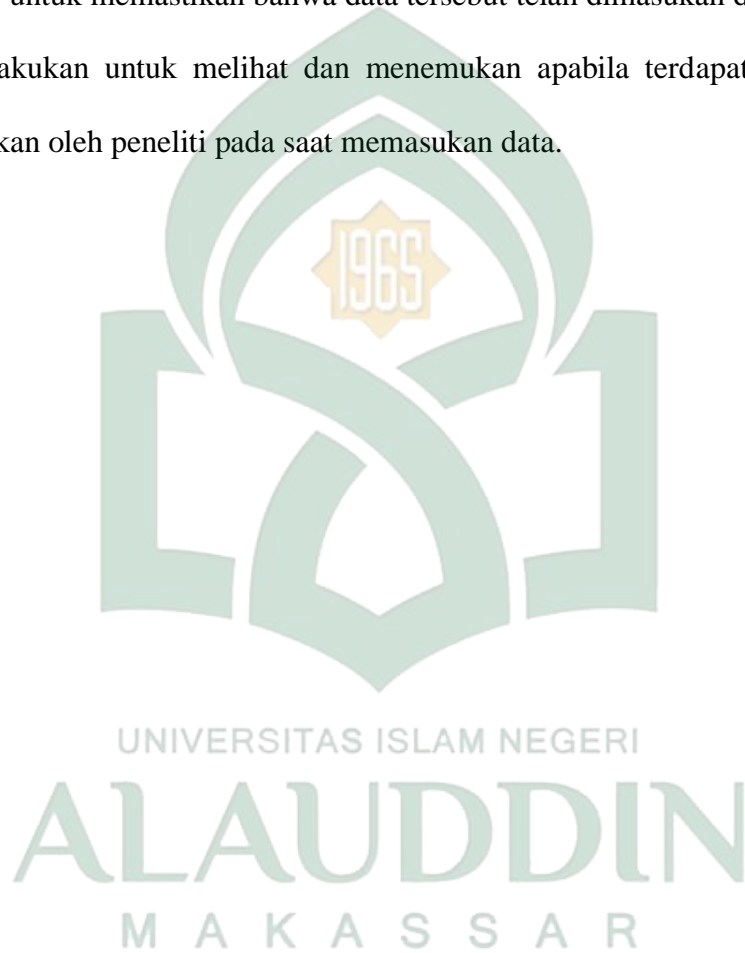 untuk memastikan bahwa data tersebut telah dimasukan
akukan untuk melihat dan menemukan apabila terdapat
kan oleh peneliti pada saat memasukan data.
1965
UNIVERSITAS ISLAM NEGERI
ALAUDDIN
MAKASSAR